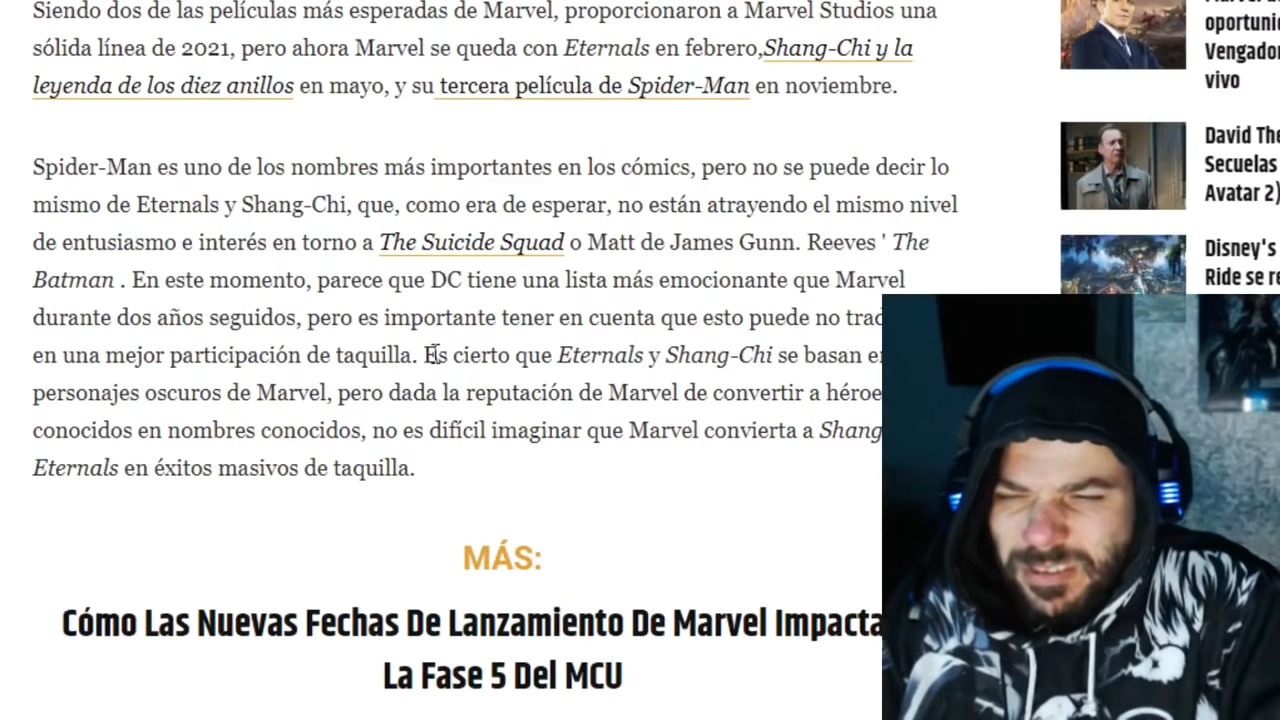 Siendo dos de las películas más esperadas de Marvel, proporcionaron a Marvel Studios una
sólida línea de 2021, pero ahora Marvel se queda con Eternals en febrero,Shang-Chi y la
leyenda de los diez anillos en mayo, y su tercera película de Spider-Man en noviembre.
Spider-Man es uno de los nombres más importantes en los cómics, pero no se puede decir lo
mismo de Eternals y Shang-Chi, que, como era de esperar, no están atrayendo el mismo nivel
de entusiasmo e interés en torno a The Suicide Squad o Matt de James Gunn. Reeves ' The
Batman . En este momento, parece que DC tiene una lista más emocionante que Marvel
durante dos años seguidos, pero es importante tener en cuenta que esto puede no
en una mejor participación de taquilla. Es cierto que Eternals y Shang-Chi se basan
personajes oscuros de Marvel, pero dada la reputación de Marvel de convertir a
conocidos en nombres conocidos, no es difícil imaginar que Marvel convierta a Shang
Eternals en éxitos masivos de taquilla.
MÁS:
Cómo Las Nuevas Fechas De Lanzamiento De Marvel
La Fase 5 Del MCU
vivo
David
Secuelas
Avatar 2)
Disney's
Ride se